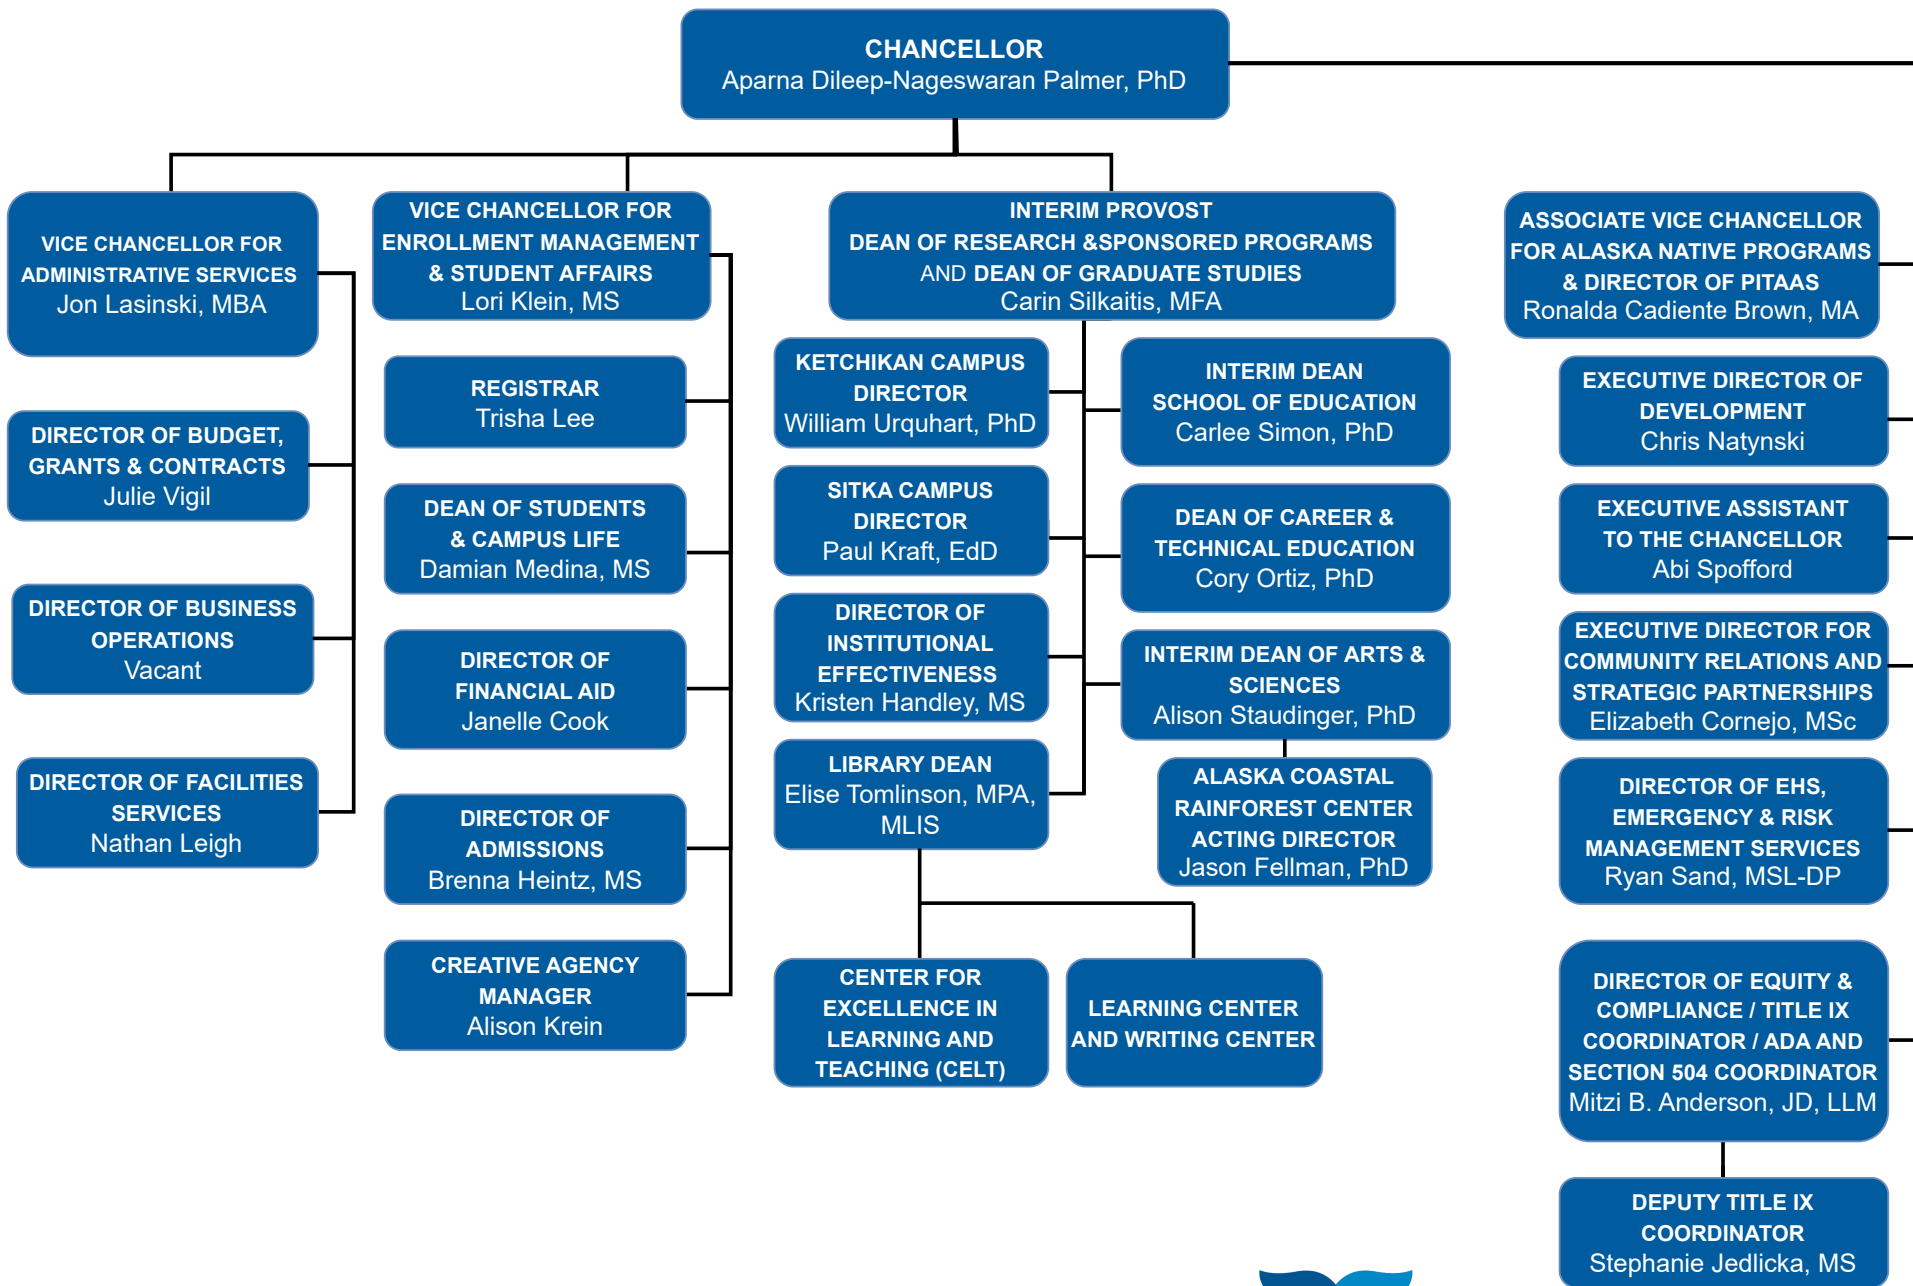 CHANCELLOR
Aparna Dileep-Nageswaran Palmer, PhD
VICE CHANCELLOR FOR
ADMINISTRATIVE SERVICES
Jon Lasinski, MBA
DIRECTOR OF BUDGET,
GRANTS & CONTRACTS
Julie Vigil
DIRECTOR OF BUSINESS
OPERATIONS
Vacant
DIRECTOR OF FACILITIES
SERVICES
Nathan Leigh
VICE CHANCELLOR FOR
ENROLLMENT MANAGEMENT
& STUDENT AFFAIRS
Lori Klein, MS
REGISTRAR
Trisha Lee
DEAN OF STUDENTS
& CAMPUS LIFE
Damian Medina, MS
DIRECTOR OF
FINANCIAL AID
Janelle Cook
DIRECTOR OF
ADMISSIONS
Brenna Heintz, MS
CREATIVE AGENCY
MANAGER
Alison Krein
INTERIM PROVOST
DEAN OF RESEARCH &SPONSORED PROGRAMS
AND DEAN OF GRADUATE STUDIES
Carin Silkaitis, MFA
KETCHIKAN CAMPUS
DIRECTOR
William Urquhart, PhD
SITKA CAMPUS
DIRECTOR
Paul Kraft, EdD
DIRECTOR OF
INSTITUTIONAL
EFFECTIVENESS
Kristen Handley, MS
LIBRARY DEAN
Elise Tomlinson, MPA,
MLIS
CENTER FOR
EXCELLENCE IN
LEARNING AND
TEACHING (CELT)
LEARNING CENTER
AND WRITING CENTER
INTERIM DEAN
SCHOOL OF EDUCATION
Carlee Simon, PhD
DEAN OF CAREER &
TECHNICAL EDUCATION
Cory Ortiz, PhD
INTERIM DEAN OF ARTS &
SCIENCES
Alison Staudinger, PhD
ALASKA COASTAL
RAINFOREST CENTER
ACTING DIRECTOR
Jason Fellman, PhD
ASSOCIATE VICE CHANCELLOR
FOR ALASKA NATIVE PROGRAMS
& DIRECTOR OF PITAAS
Ronalda Cadiente Brown, MA
EXECUTIVE DIRECTOR OF
DEVELOPMENT
Chris Natynski
EXECUTIVE ASSISTANT
TO THE CHANCELLOR
Abi Spofford
EXECUTIVE DIRECTOR FOR
COMMUNITY RELATIONS AND
STRATEGIC PARTNERSHIPS
Elizabeth Cornejo, MSc
DIRECTOR OF EHS,
EMERGENCY & RISK
MANAGEMENT SERVICES
Ryan Sand, MSL-DP
DIRECTOR OF EQUITY &
COMPLIANCE / TITLE IX
COORDINATOR / ADA AND
SECTION 504 COORDINATOR
Mitzi B. Anderson, JD, LLM
DEPUTY TITLE IX
COORDINATOR
Stephanie Jedlicka, MS